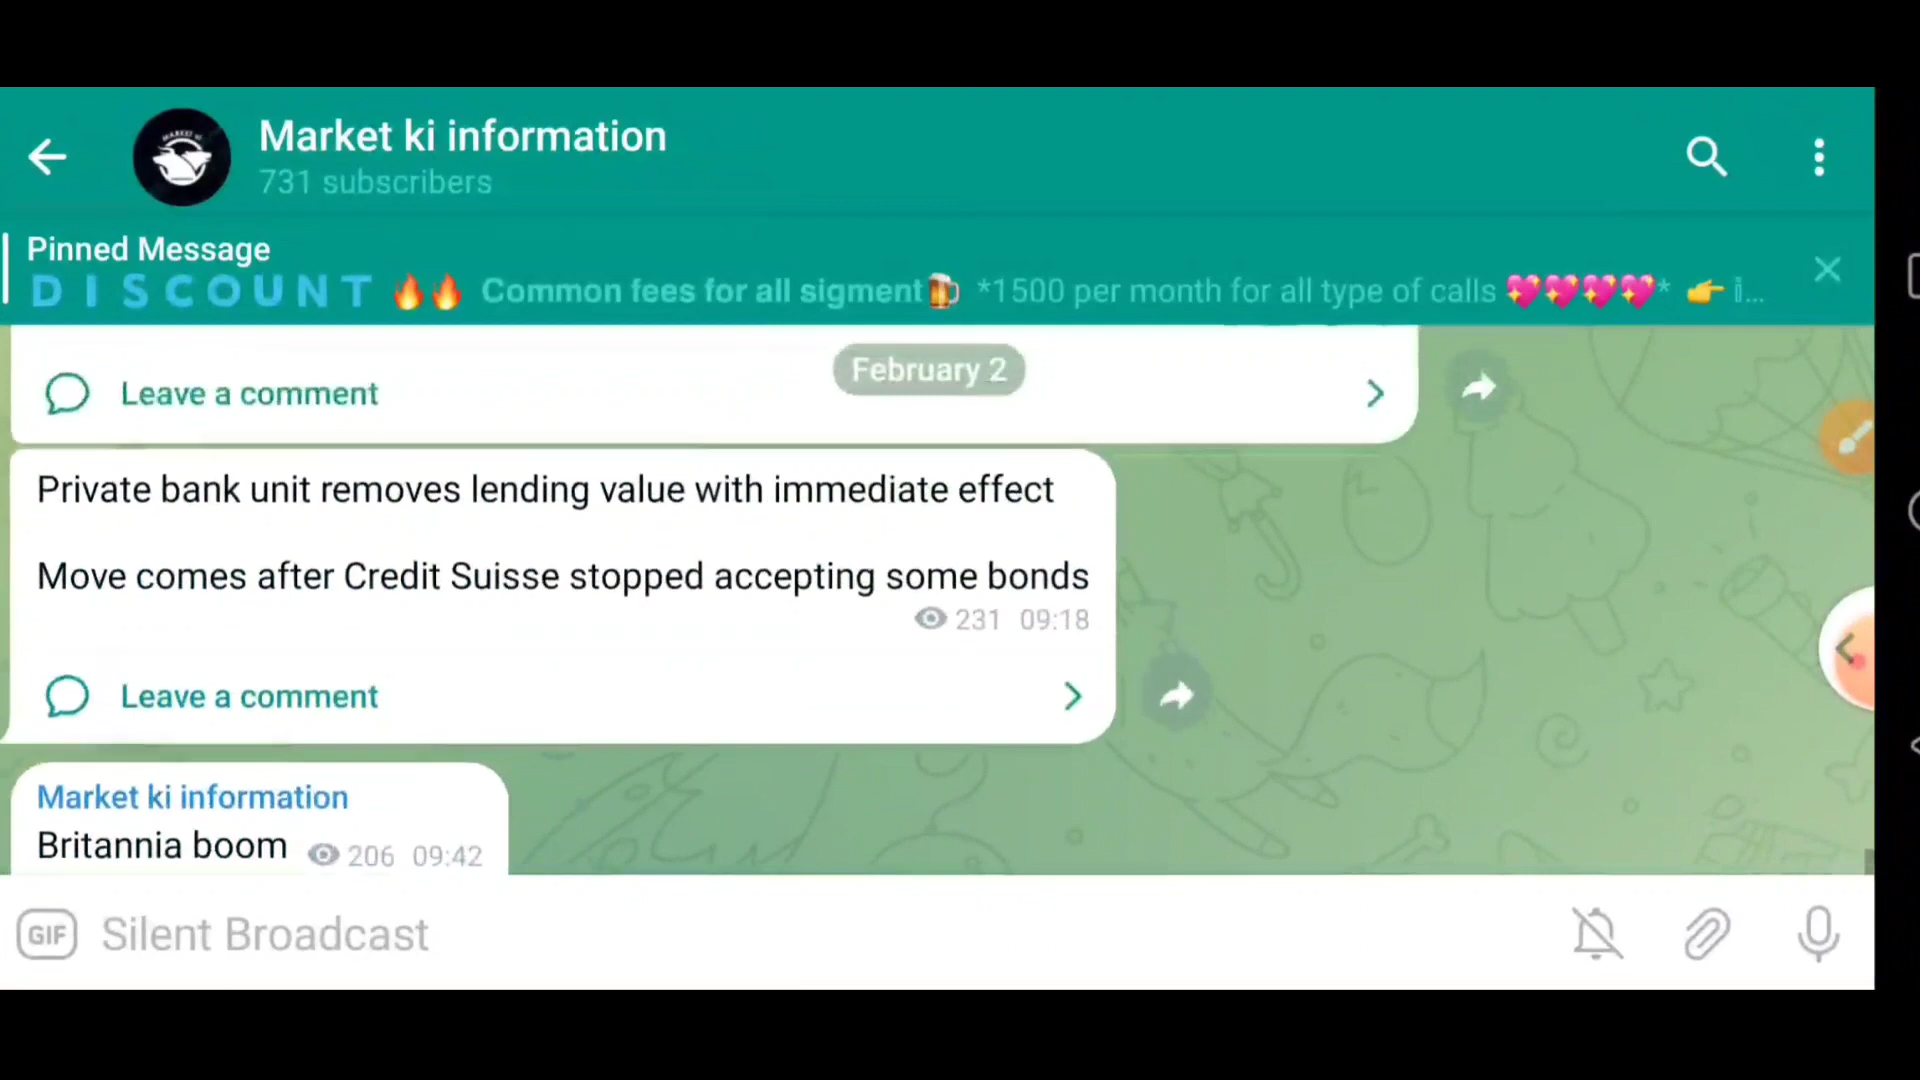 Market ki information
731 subscribers
Pinned Message
DISCOUNT 🔥🔥 Common fees for all sigment🍺 *1500 per month for all type of calls 💖💖💖💖* 👉 i...
February 2
Leave a comment
Private bank unit removes lending value with immediate effect
Move comes after Credit Suisse stopped accepting some bonds
231 09:18
Leave a comment
Market ki information
Britannia boom 206 09:42
GIF Silent Broadcast